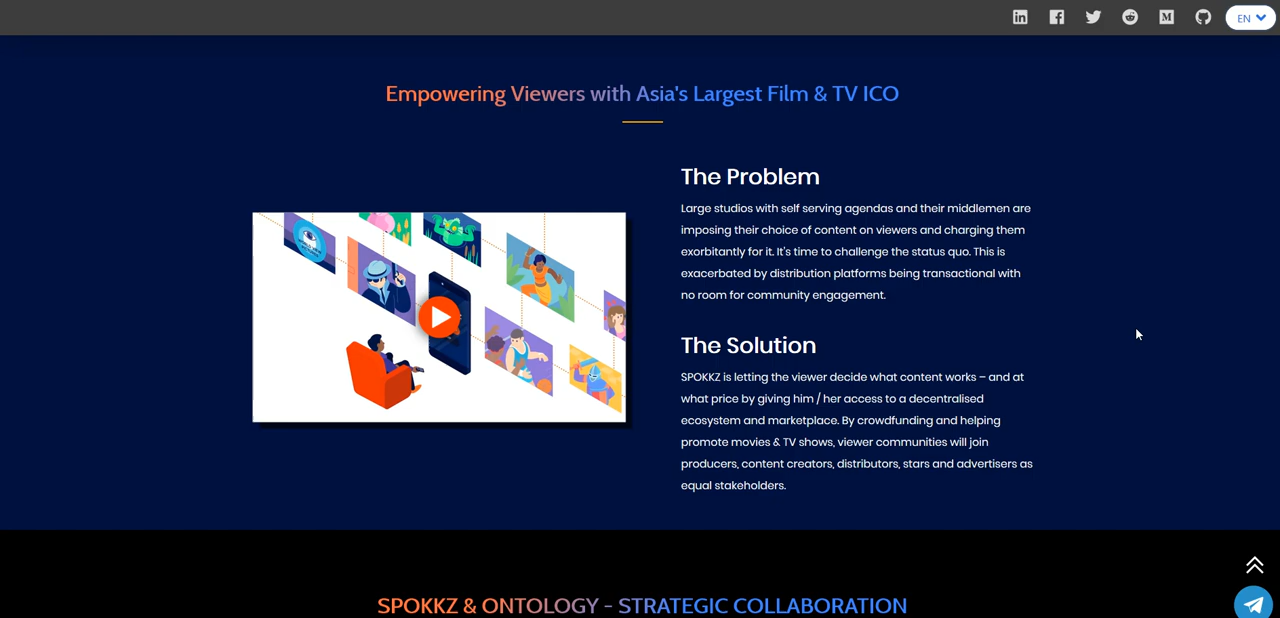 EN
Empowering Viewers with Asia's Largest Film & TV ICO
The Problem
Large studios with self serving agendas and their middlemen are
imposing their choice of content on viewers and charging them
exorbitantly for it. It's time to challenge the status quo. This is
exacerbated by distribution platforms being transactional with
no room for community engagement.
The Solution
SPOKKZ is letting the viewer decide what content works – and at
what price by giving him / her access to a decentralised
ecosystem and marketplace. By crowdfunding and helping
promote movies & TV shows, viewer communities will join
producers, content creators, distributors, stars and advertisers as
equal stakeholders.
SPOKKZ & ONTOLOGY - STRATEGIC COLLABORATION